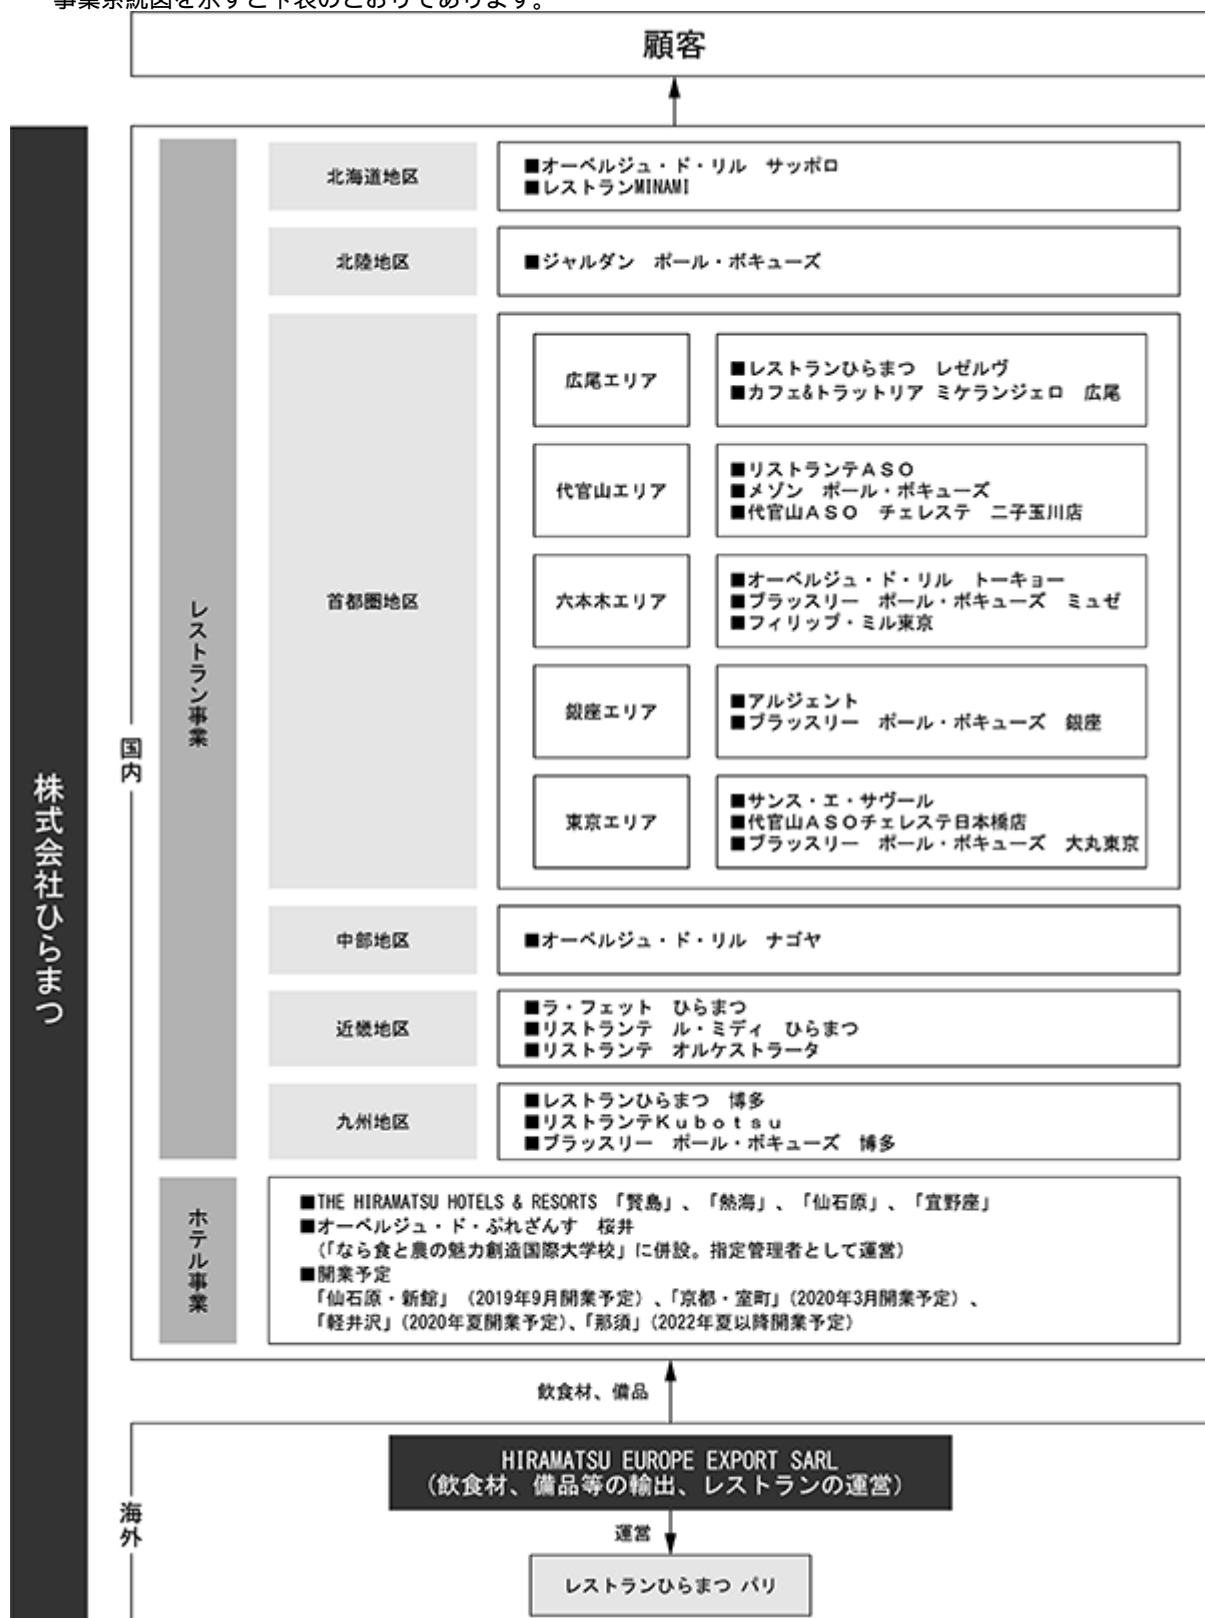 事業系統図を示すと下表のとおりであります。
顧客
株式会社ひらまつ
国内
レストラン事業
北海道地区
■オーベルジュ・ド・リル　サッポロ
■レストランMINAMI
北陸地区
■ジャルダン　ポール・ボキューズ
首都圏地区
広尾エリア
■レストランひらまつ　レゼルヴ
■カフェ&トラットリア ミケランジェロ　広尾
代官山エリア
■リストランテＡＳＯ
■メゾン　ポール・ボキューズ
■代官山ＡＳＯ　チェレステ　二子玉川店
六本木エリア
■オーベルジュ・ド・リル　トーキョー
■ブラッスリー　ポール・ボキューズ　ミュゼ
■フィリップ・ミル東京
銀座エリア
■アルジェント
■ブラッスリー　ポール・ボキューズ　銀座
東京エリア
■サンス・エ・サヴール
■代官山ＡＳＯチェレステ日本橋店
■ブラッスリー　ポール・ボキューズ　大丸東京
中部地区
■オーベルジュ・ド・リル　ナゴヤ
近畿地区
■ラ・フェット　ひらまつ
■リストランテ　ル・ミディ　ひらまつ
■リストランテ　オルケストラータ
九州地区
■レストランひらまつ　博多
■リストランテＫｕｂｏｔｓｕ
■ブラッスリー　ポール・ボキューズ　博多
ホテル事業
■THE HIRAMATSU HOTELS & RESORTS 「賢島」、「熱海」、「仙石原」、「宜野座」
■オーベルジュ・ド・ぷれざんす　桜井
（「なら食と農の魅力創造国際大学校」に併設。指定管理者として運営）
■開業予定
「仙石原・新館」（2019年9月開業予定）、「京都・室町」（2020年3月開業予定）、
「軽井沢」（2020年夏開業予定）、「那須」（2022年夏以降開業予定）
飲食材、備品
海外
HIRAMATSU EUROPE EXPORT SARL
（飲食材、備品等の輸出、レストランの運営）
運営
レストランひらまつ パリ